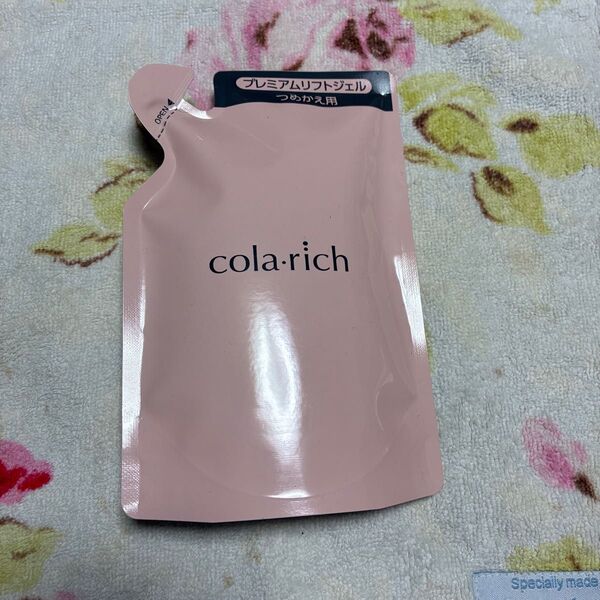 プレミアムリフトジェル
つめかえ用
OPEN
cola·rich
Specially made